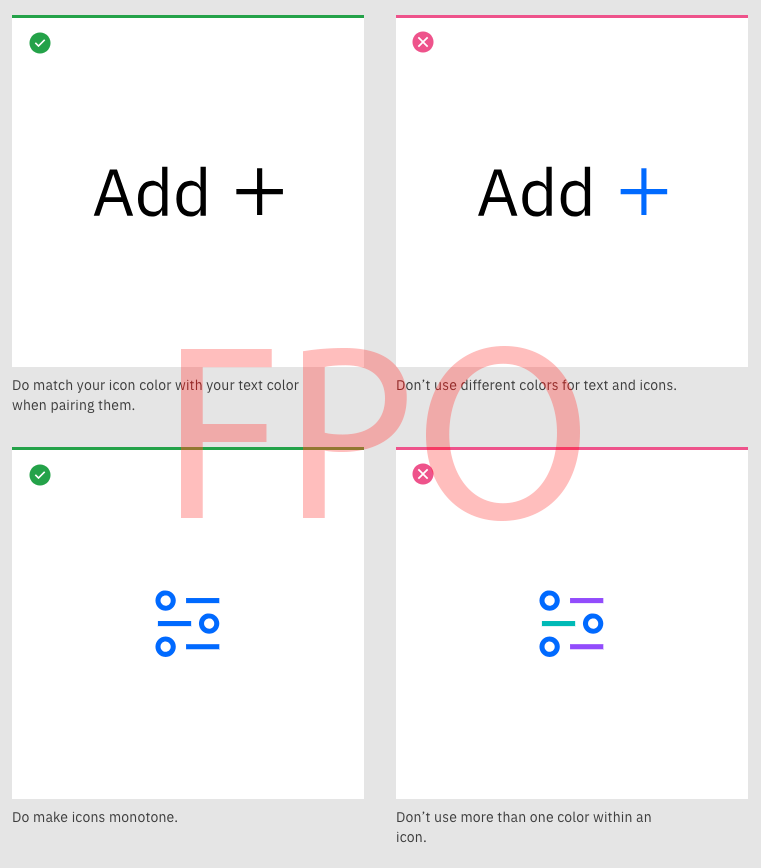 Add +
Add +
Do match your icon color with your text color
when pairing them.
Don’t use different colors for text and icons.
FPO
Do make icons monotone.
Don’t use more than one color within an
icon.